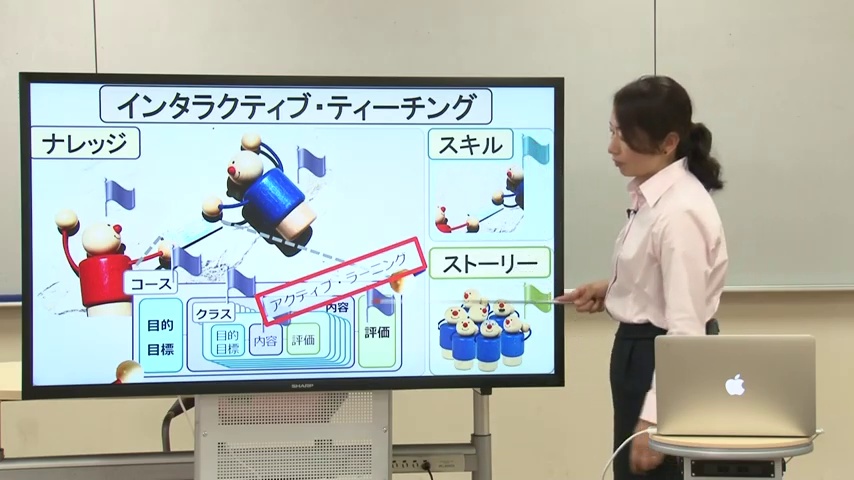 インタラクティブ・ティーチング
ナレッジ
スキル
ストーリー
コース
アクティブ・ラーニング
目的
目標
クラス
内容
目的
目標
内容
評価
評価
SHARP